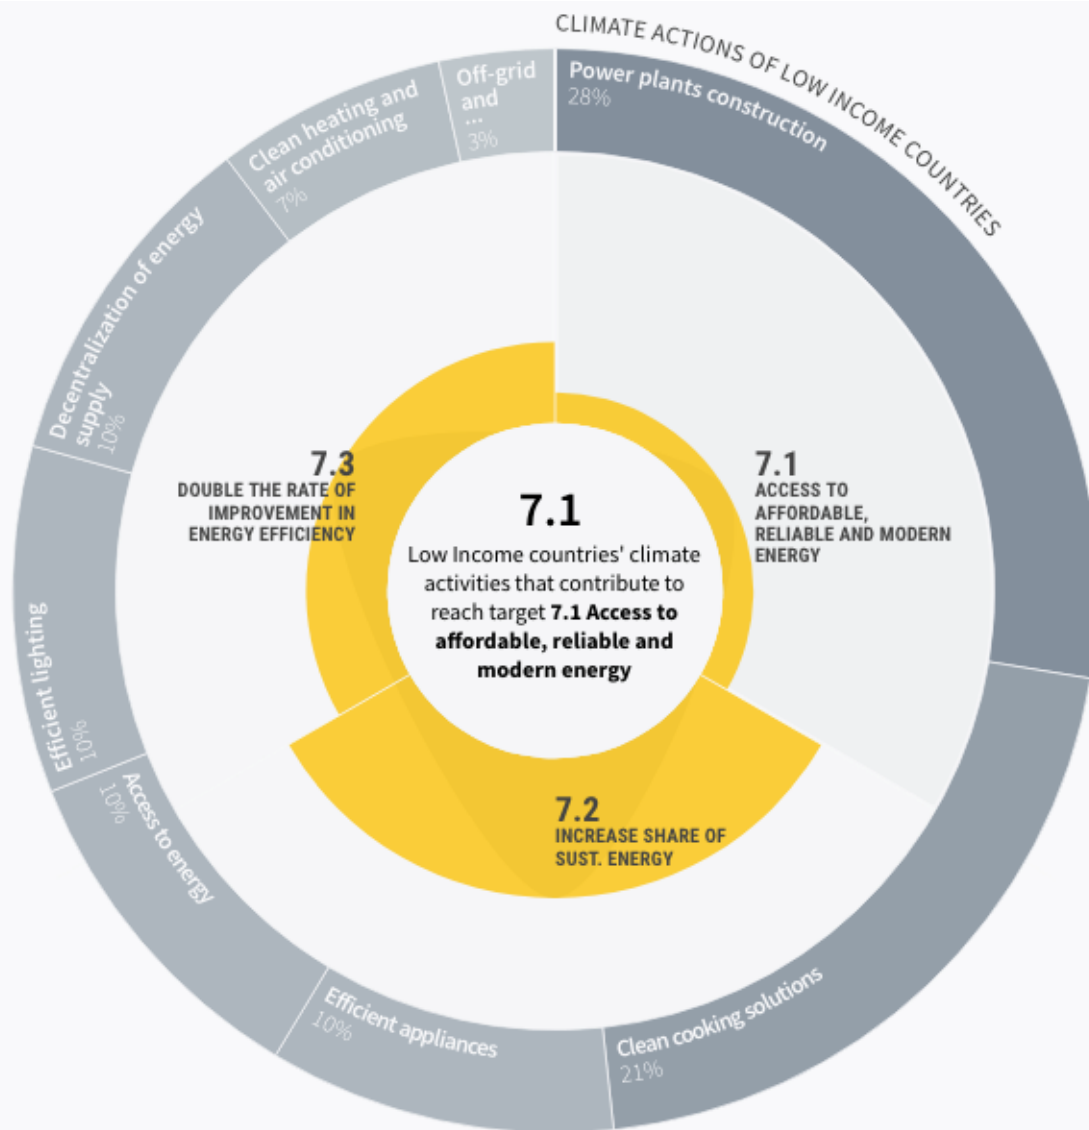 CLIMATE ACTIONS OF LOW INCOME COUNTRIES
Power plants construction
28%
Clean cooking solutions
21%
Efficient appliances
10%
Access to energy
10%
Efficient lighting
10%
Decentralization of energy
supply
10%
Clean heating and
air conditioning
7%
Off-grid
and
...
3%
7.1
ACCESS TO
AFFORDABLE,
RELIABLE AND MODERN
ENERGY
7.2
INCREASE SHARE OF
SUST. ENERGY
7.3
DOUBLE THE RATE OF
IMPROVEMENT IN
ENERGY EFFICIENCY
7.1
Low Income countries' climate
activities that contribute to
reach target 7.1 Access to
affordable, reliable and
modern energy